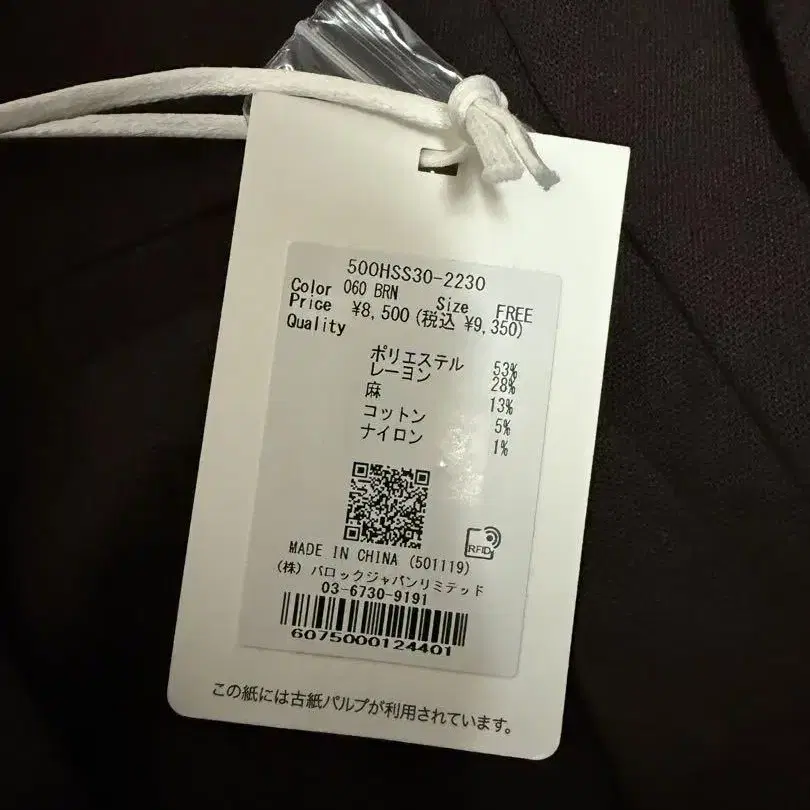 500HSS30-2230
Color 060 BRN Size FREE
Price ¥8,500 (税込 ¥9,350)
Quality
ポリエステル 53%
レーヨン 28%
麻 13%
コットン 5%
ナイロン 1%
RFID
MADE IN CHINA (501119)
(株) バロックジャパンリミテッド
03-6730-9191
6075000124401
この紙には古紙パルプが利用されています。